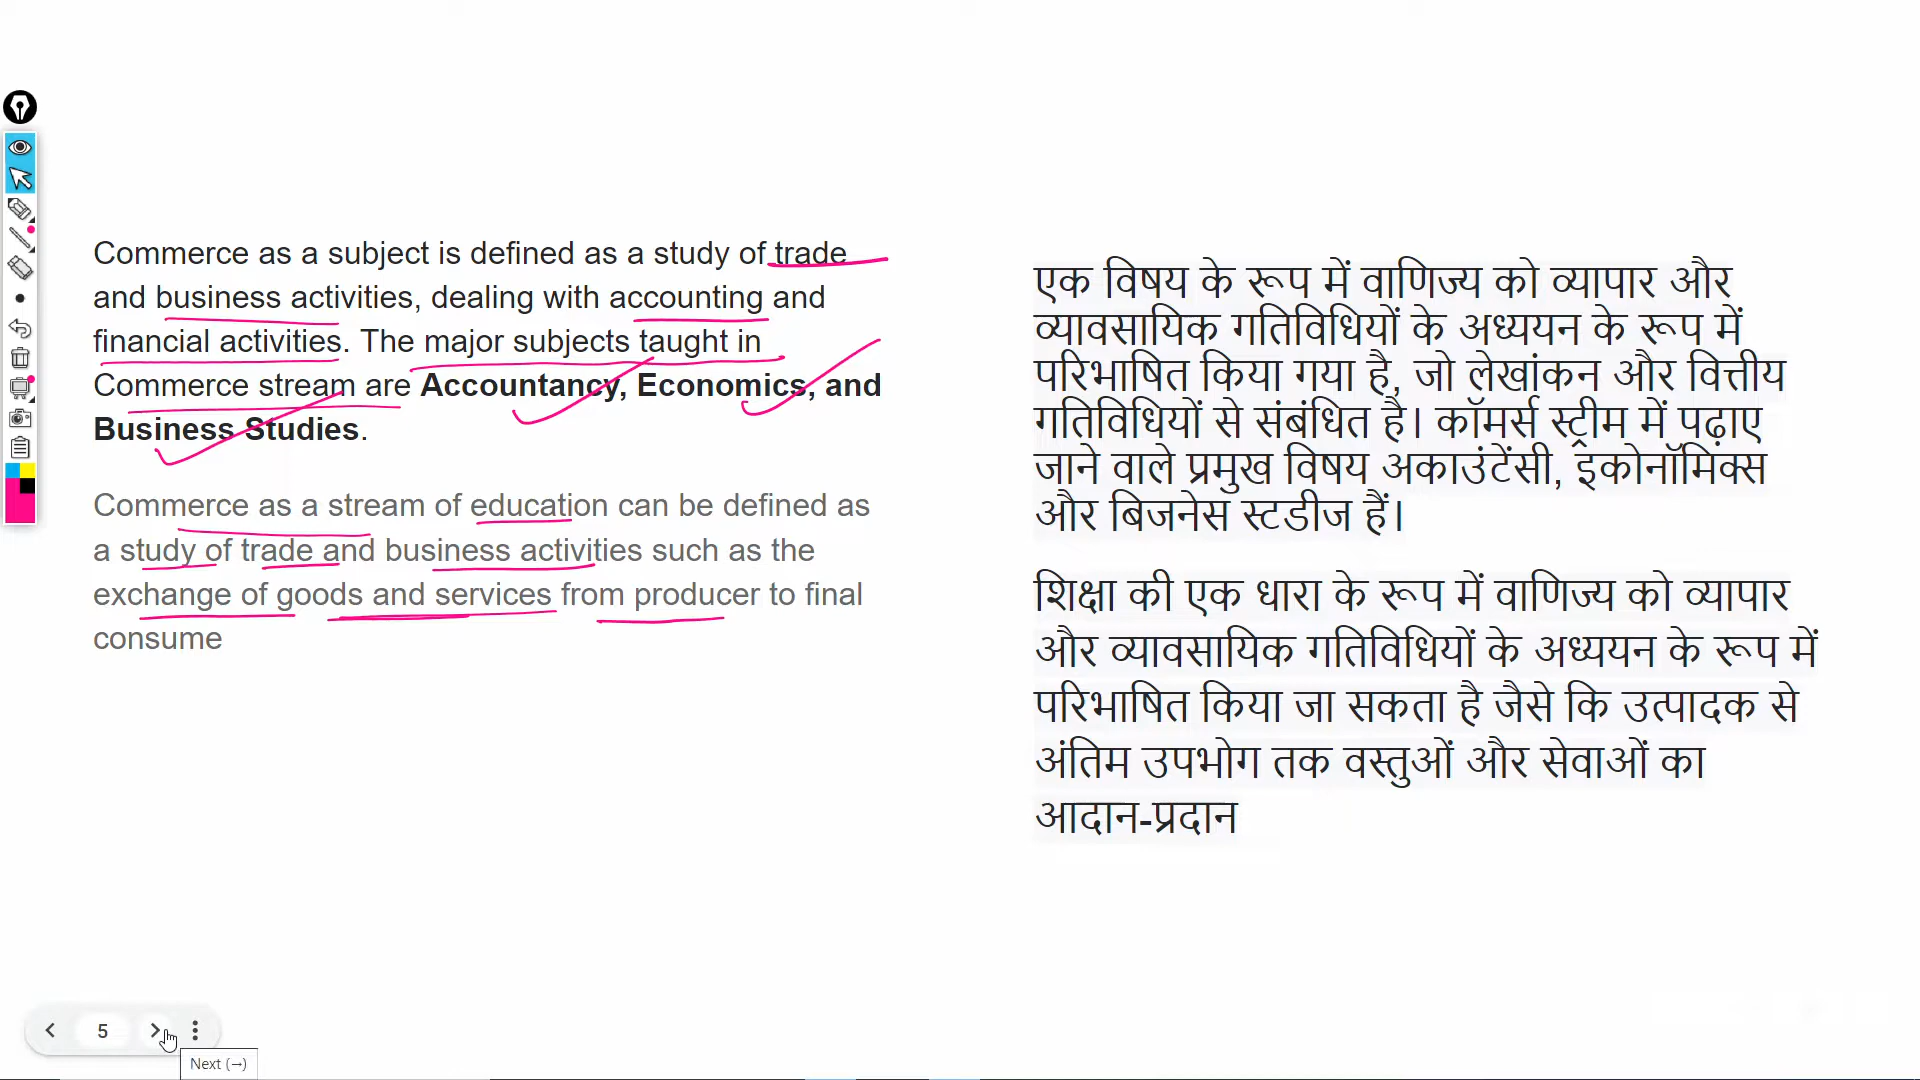 Commerce as a subject is defined as a study of trade
and business activities, dealing with accounting and
financial activities. The major subjects taught in
Commerce stream are Accountancy, Economics, and
Business Studies.
Commerce as a stream of education can be defined as
a study of trade and business activities such as the
exchange of goods and services from producer to final
consume
एक विषय के रूप में वाणिज्य को व्यापार और
व्यावसायिक गतिविधियों के अध्ययन के रूप में
परिभाषित किया गया है, जो लेखांकन और वित्तीय
गतिविधियों से संबंधित है। कॉमर्स स्ट्रीम में पढ़ाए
जाने वाले प्रमुख विषय अकाउंटेंसी, इकोनॉमिक्स
और बिजनेस स्टडीज हैं।
शिक्षा की एक धारा के रूप में वाणिज्य को व्यापार
और व्यावसायिक गतिविधियों के अध्ययन के रूप में
परिभाषित किया जा सकता है जैसे कि उत्पादक से
अंतिम उपभोग तक वस्तुओं और सेवाओं का
आदान-प्रदान
5
Next (→)